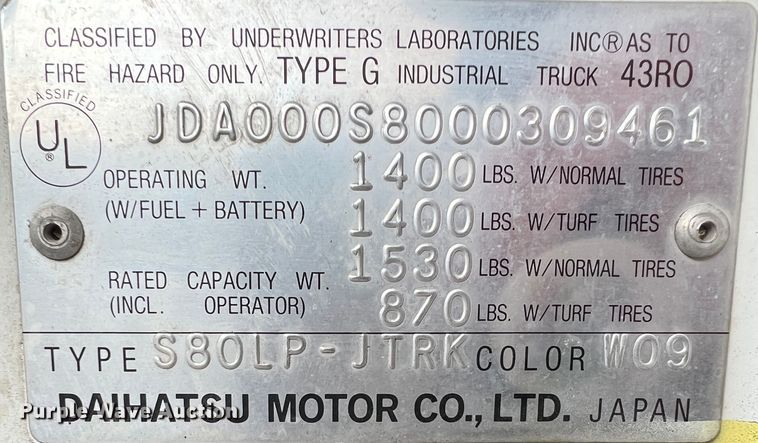 CLASSIFIED BY UNDERWRITERS LABORATORIES INC® AS TO
FIRE HAZARD ONLY. TYPE G INDUSTRIAL TRUCK 43RO
CLASSIFIED
UL®
JDA000S8000309461
OPERATING WT. 1400 LBS. W/NORMAL TIRES
(W/FUEL + BATTERY) 1400 LBS. W/TURF TIRES
RATED CAPACITY WT. 1530 LBS. W/NORMAL TIRES
(INCL. OPERATOR) 870 LBS. W/TURF TIRES
TYPE S80LP-JTRK COLOR W09
DAIHATSU MOTOR CO., LTD. JAPAN
Purple Wave Auction